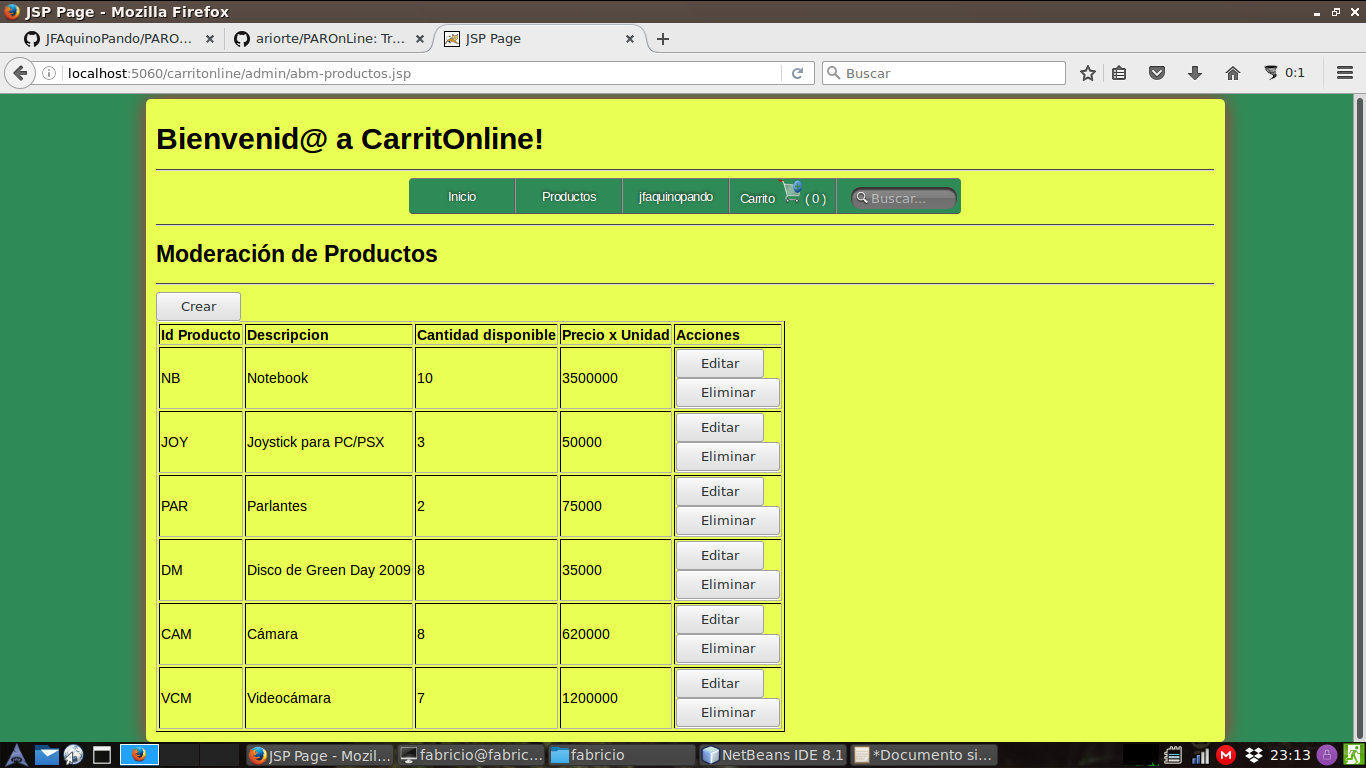 JSP Page - Mozilla Firefox
JFAquinoPando/PARO... ariorte/PAROnLine: Tr... JSP Page
localhost:5060/carritonline/admin/abm-productos.jsp Buscar 0:1
Bienvenid@ a CarritOnline!
Inicio Productos jfaquinopando Carrito ( 0 ) Buscar...
Moderación de Productos
Crear
Id Producto Descripcion Cantidad disponible Precio x Unidad Acciones
NB Notebook 10 3500000 Editar
Eliminar
JOY Joystick para PC/PSX 3 50000 Editar
Eliminar
PAR Parlantes 2 75000 Editar
Eliminar
DM Disco de Green Day 2009 8 35000 Editar
Eliminar
CAM Cámara 8 620000 Editar
Eliminar
VCM Videocámara 7 1200000 Editar
Eliminar
JSP Page - Mozil... fabricio@fabric... fabricio NetBeans IDE 8.1 *Documento si... 23:13